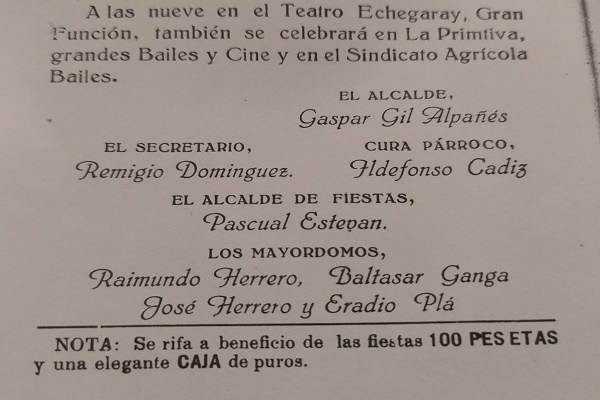 A las nueve en el Teatro Echegaray, Gran
Función, también se celebrará en La Primtiva,
grandes Bailes y Cine y en el Sindicato Agrícola
Bailes.
EL ALCALDE,
Gaspar Gil Alpañés
EL SECRETARIO, CURA PÁRROCO,
Remigio Dominguez. Ildefonso Cadiz
EL ALCALDE DE FIESTAS,
Pascual Estevan.
LOS MAYORDOMOS,
Raimundo Herrero, Baltasar Ganga
José Herrero y Eradio Plá
NOTA: Se rifa a beneficio de las fiestas 100 PESETAS
y una elegante CAJA de puros.